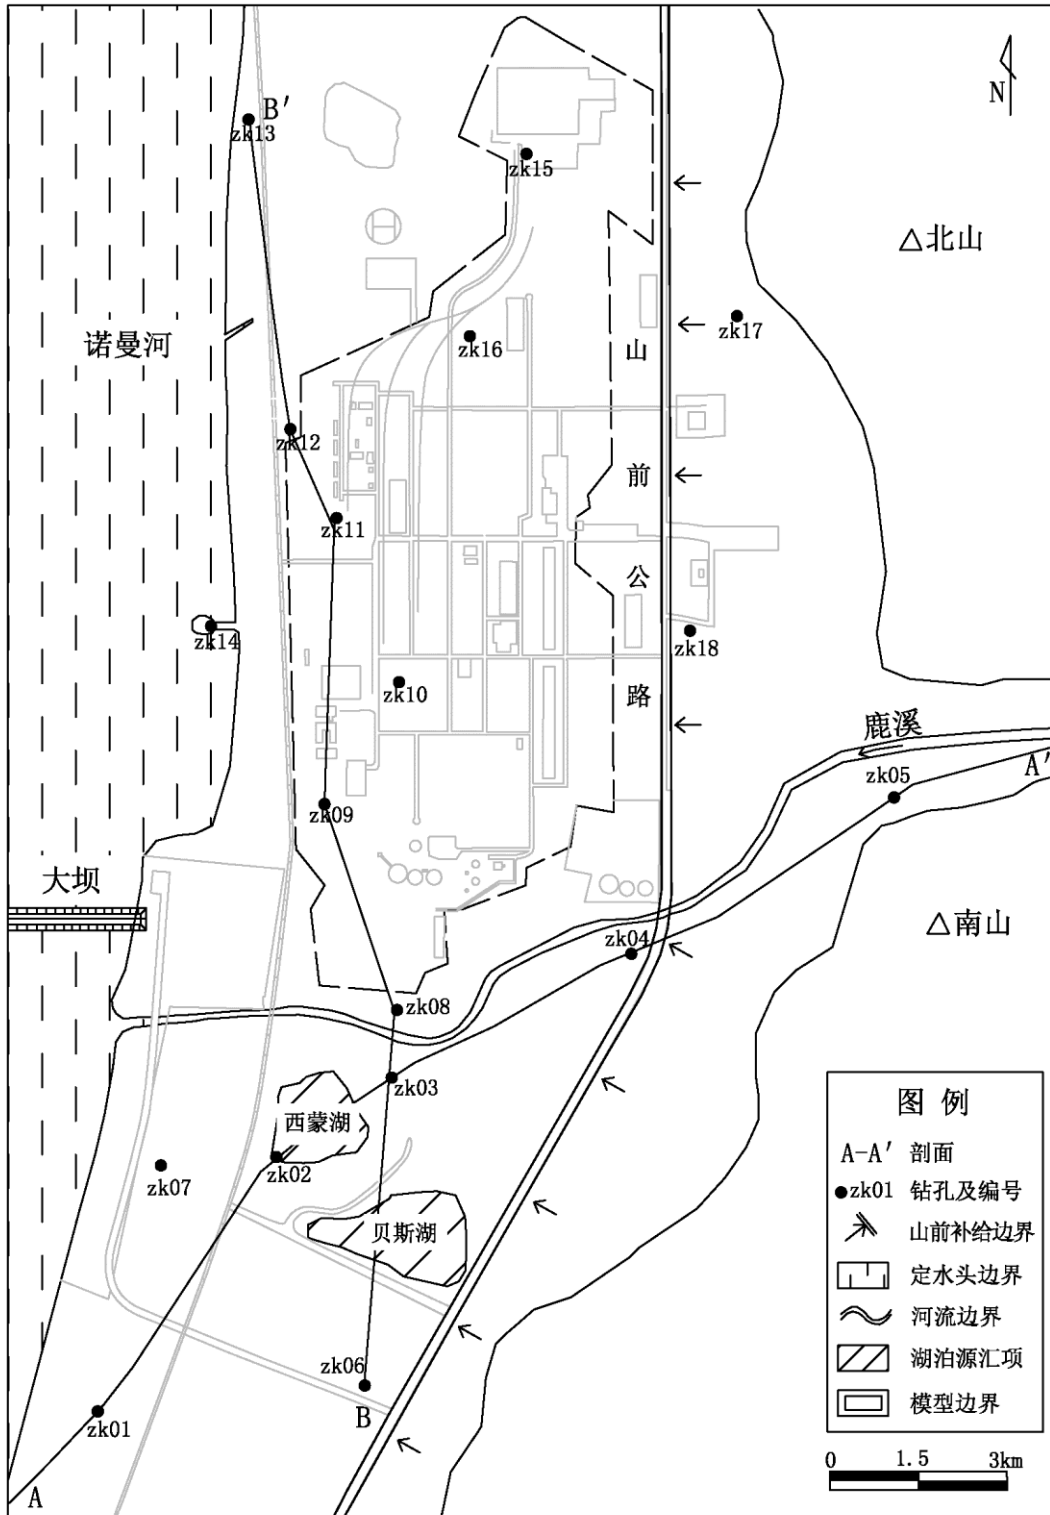 B′
zk13
N
zk15
△北山
zk17
诺曼河
zk16
山
zk12
前
zk11
公
zk14
zk18
zk10
路
鹿溪
A′
zk05
zk09
大坝
△南山
zk04
zk08
zk03
西蒙湖
zk02
zk07
贝斯湖
zk06
B
zk01
A
图 例
A-A′ 剖面
zk01 钻孔及编号
山前补给边界
定水头边界
河流边界
湖泊源汇项
模型边界
0 1.5 3km